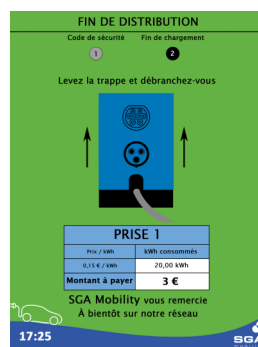 FIN DE DISTRIBUTION
Code de sécurité Fin de chargement
1 2
Levez la trappe et débranchez-vous
PRISE 1
Prix / kWh kWh consommés
0,15 € / kWh 20,00 kWh
Montant à payer 3 €
SGA Mobility vous remercie
À bientôt sur notre réseau
17:25
SGA